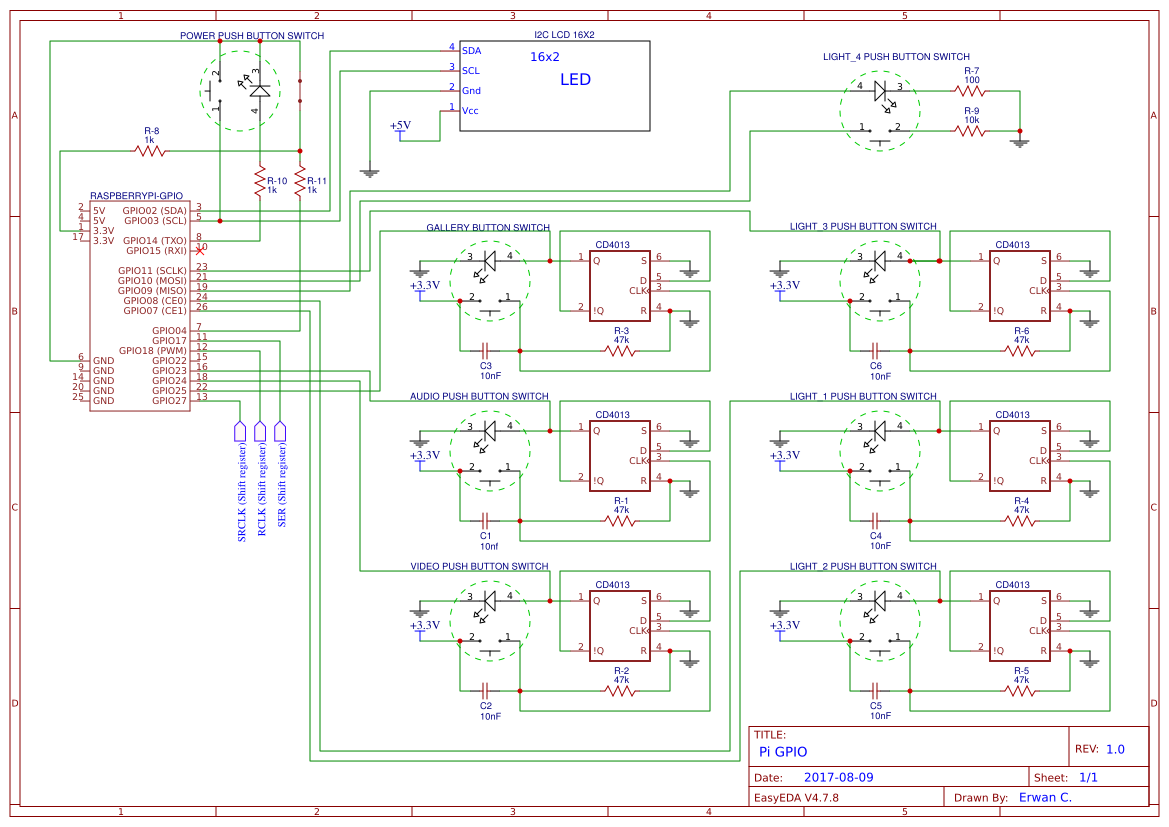 1 2 3 4 5
A B C D
A B C D
1 2 3 4 5
POWER PUSH BUTTON SWITCH
2 3
1 4
R-8
1k
R-10
1k
R-11
1k
I2C LCD 16X2
16x2
LED
4 SDA
3 SCL
2 Gnd
1 Vcc
+5V
LIGHT_4 PUSH BUTTON SWITCH
4 3
1 2
R-7
100
R-9
10k
RASPBERRYPI-GPIO
2 5V GPIO02 (SDA) 3
4 5V GPIO03 (SCL) 5
1 3.3V
17 3.3V GPIO14 (TXO) 8
GPIO15 (RXI) 10
GPIO11 (SCLK) 23
GPIO10 (MOSI) 21
GPIO09 (MISO) 19
GPIO08 (CE0) 24
GPIO07 (CE1) 26
GPIO04 7
GPIO17 11
GPIO18 (PWM) 12
6 GND GPIO22 15
9 GND GPIO23 16
14 GND GPIO24 18
20 GND GPIO25 22
25 GND GPIO27 13
SRCLK (Shift register)
RCLK (Shift register)
SER (Shift register)
GALLERY BUTTON SWITCH
3 4
+3.3V
2 1
C3
10nF
CD4013
1 Q S 6
D 5
CLK 3
2 !Q R 4
R-3
47k
LIGHT_3 PUSH BUTTON SWITCH
3 4
+3.3V
2 1
C6
10nF
CD4013
1 Q S 6
D 5
CLK 3
2 !Q R 4
R-6
47k
AUDIO PUSH BUTTON SWITCH
3 4
+3.3V
2 1
C1
10nf
CD4013
1 Q S 6
D 5
CLK 3
2 !Q R 4
R-1
47k
LIGHT_1 PUSH BUTTON SWITCH
3 4
+3.3V
2 1
C4
10nF
CD4013
1 Q S 6
D 5
CLK 3
2 !Q R 4
R-4
47k
VIDEO PUSH BUTTON SWITCH
3 4
+3.3V
2 1
C2
10nF
CD4013
1 Q S 6
D 5
CLK 3
2 !Q R 4
R-2
47k
LIGHT_2 PUSH BUTTON SWITCH
3 4
+3.3V
2 1
C5
10nF
CD4013
1 Q S 6
D 5
CLK 3
2 !Q R 4
R-5
47k
TITLE:
Pi GPIO
REV: 1.0
Date: 2017-08-09
Sheet: 1/1
EasyEDA V4.7.8
Drawn By: Erwan C.